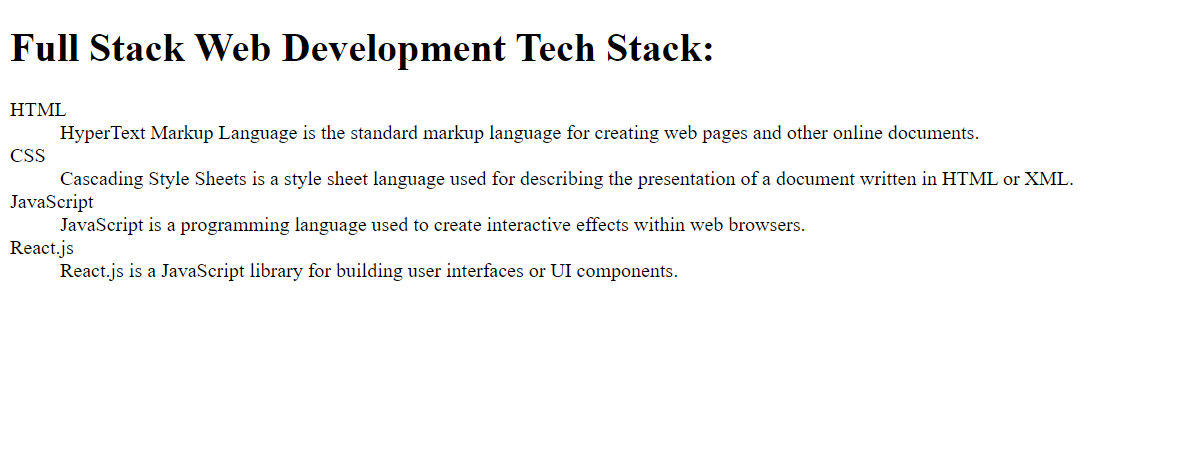 Full Stack Web Development Tech Stack:
HTML
HyperText Markup Language is the standard markup language for creating web pages and other online documents.
CSS
Cascading Style Sheets is a style sheet language used for describing the presentation of a document written in HTML or XML.
JavaScript
JavaScript is a programming language used to create interactive effects within web browsers.
React.js
React.js is a JavaScript library for building user interfaces or UI components.